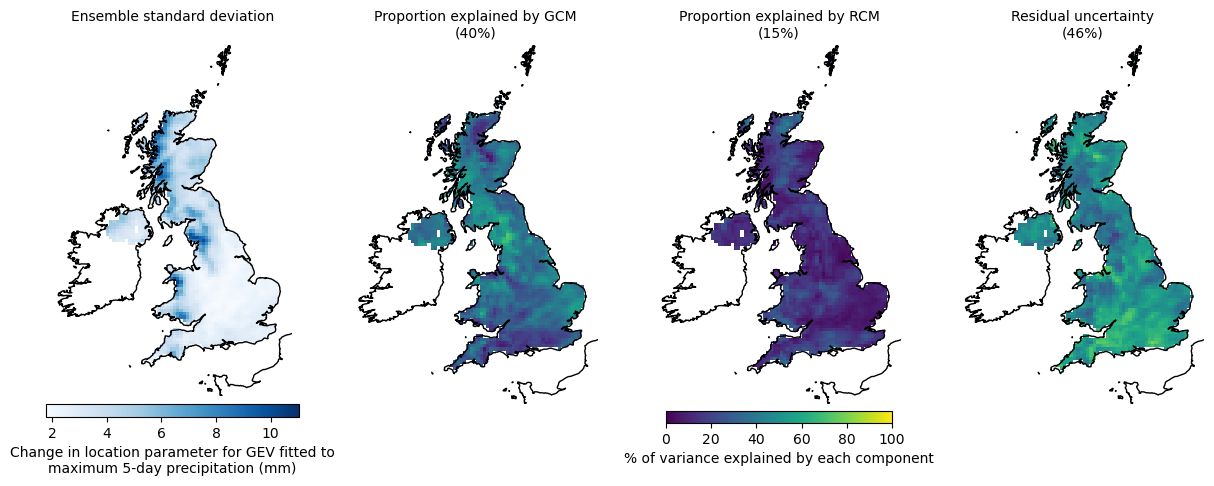 Ensemble standard deviation
Proportion explained by GCM
(40%)
Proportion explained by RCM
(15%)
Residual uncertainty
(46%)
2 4 6 8 10
Change in location parameter for GEV fitted to
maximum 5-day precipitation (mm)
0 20 40 60 80 100
% of variance explained by each component